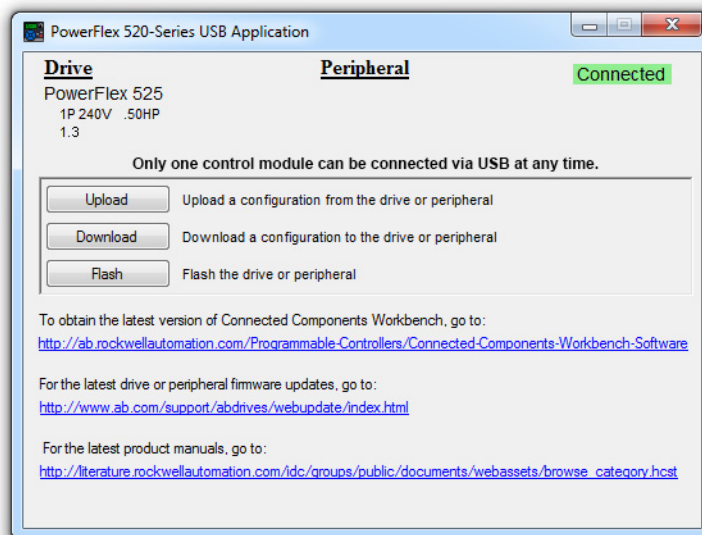 PowerFlex 520-Series USB Application
Drive Peripheral Connected
PowerFlex 525
1P 240V .50HP
1.3
Only one control module can be connected via USB at any time.
Upload Upload a configuration from the drive or peripheral
Download Download a configuration to the drive or peripheral
Flash Flash the drive or peripheral
To obtain the latest version of Connected Components Workbench, go to:
http://ab.rockwellautomation.com/Programmable-Controllers/Connected-Components-Workbench-Software
For the latest drive or peripheral firmware updates, go to:
http://www.ab.com/support/abdrives/webupdate/index.html
For the latest product manuals, go to:
http://literature.rockwellautomation.com/idc/groups/public/documents/webassets/browse_category.hcst